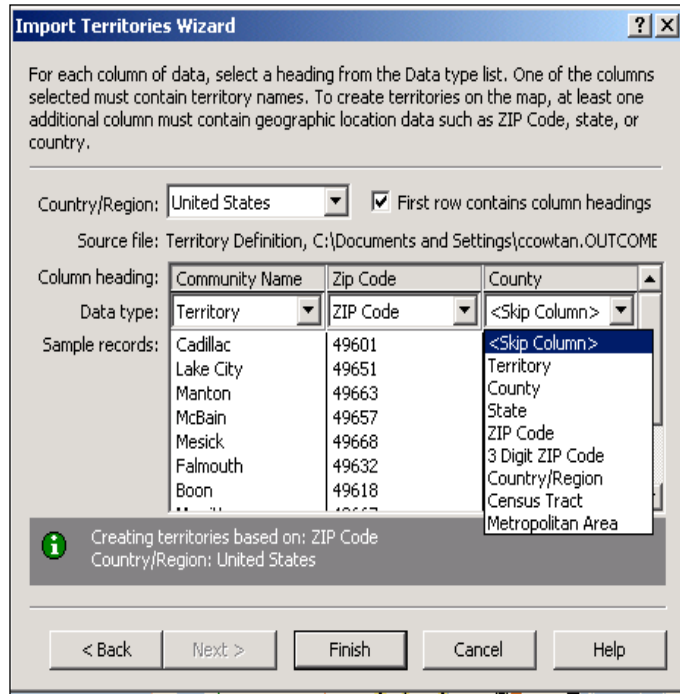 Import Territories Wizard
For each column of data, select a heading from the Data type list. One of the columns
selected must contain territory names. To create territories on the map, at least one
additional column must contain geographic location data such as ZIP Code, state, or
country.
Country/Region: United States First row contains column headings
Source file: Territory Definition, C:\Documents and Settings\ccowtan.OUTCOME
Column heading: Community Name Zip Code County
Data type: Territory ZIP Code <Skip Column>
Sample records: Cadillac 49601 <Skip Column>
Lake City 49651 Territory
Manton 49663 County
McBain 49657 State
Mesick 49668 ZIP Code
Falmouth 49632 3 Digit ZIP Code
Boon 49618 Country/Region
Census Tract
Metropolitan Area
Creating territories based on: ZIP Code
Country/Region: United States
< Back Next > Finish Cancel Help